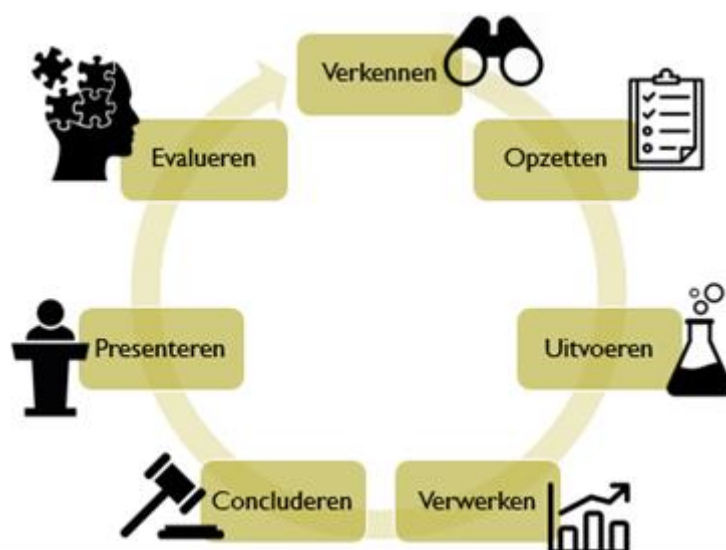 Verkennen
Opzetten
Uitvoeren
Verwerken
Concluderen
Presenteren
Evalueren